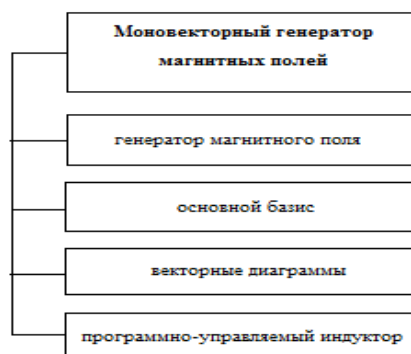 Моновекторный генератор
магнитных полей
генератор магнитного поля
основной базис
векторные диаграммы
программно-управляемый индуктор